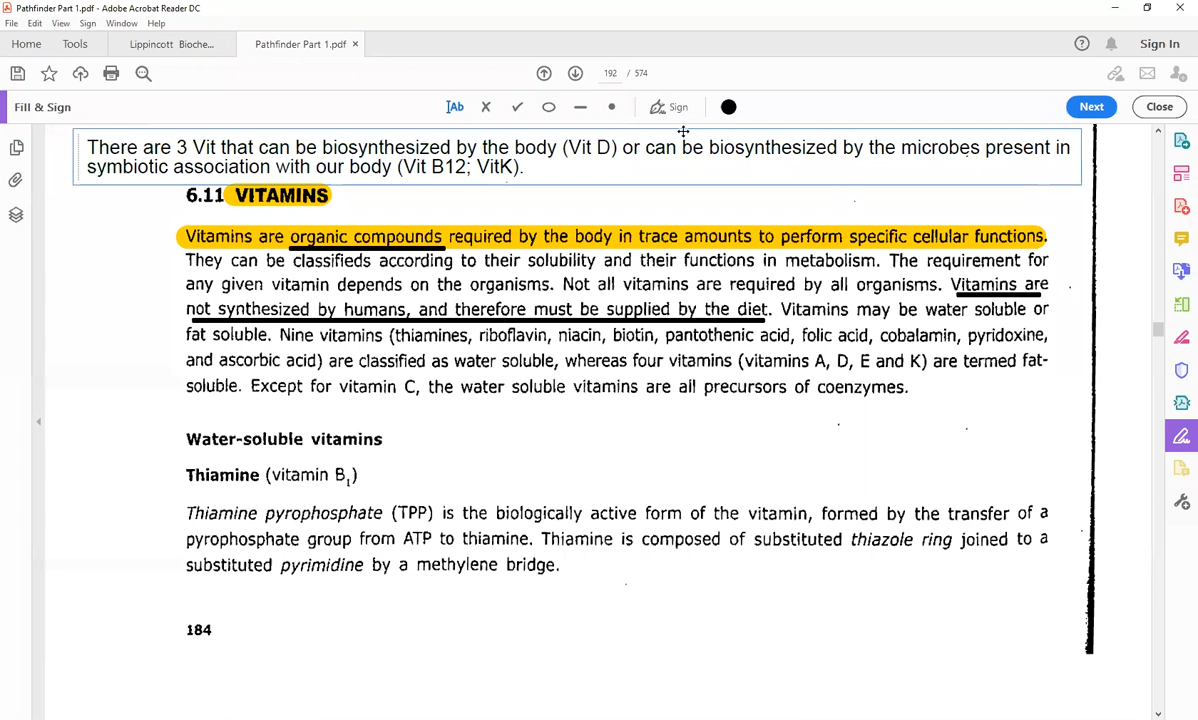 Pathfinder Part 1.pdf - Adobe Acrobat Reader DC
File Edit View Sign Window Help
Home Tools Lippincott Bioche... Pathfinder Part 1.pdf × Sign In
192 / 574
Fill & Sign IAb Sign Next Close
There are 3 Vit that can be biosynthesized by the body (Vit D) or can be biosynthesized by the microbes present in
symbiotic association with our body (Vit B12; VitK).
6.11 VITAMINS
Vitamins are organic compounds required by the body in trace amounts to perform specific cellular functions.
They can be classifieds according to their solubility and their functions in metabolism. The requirement for
any given vitamin depends on the organisms. Not all vitamins are required by all organisms. Vitamins are
not synthesized by humans, and therefore must be supplied by the diet. Vitamins may be water soluble or
fat soluble. Nine vitamins (thiamines, riboflavin, niacin, biotin, pantothenic acid, folic acid, cobalamin, pyridoxine,
and ascorbic acid) are classified as water soluble, whereas four vitamins (vitamins A, D, E and K) are termed fat-
soluble. Except for vitamin C, the water soluble vitamins are all precursors of coenzymes.
Water-soluble vitamins
Thiamine (vitamin B1)
Thiamine pyrophosphate (TPP) is the biologically active form of the vitamin, formed by the transfer of a
pyrophosphate group from ATP to thiamine. Thiamine is composed of substituted thiazole ring joined to a
substituted pyrimidine by a methylene bridge.
184